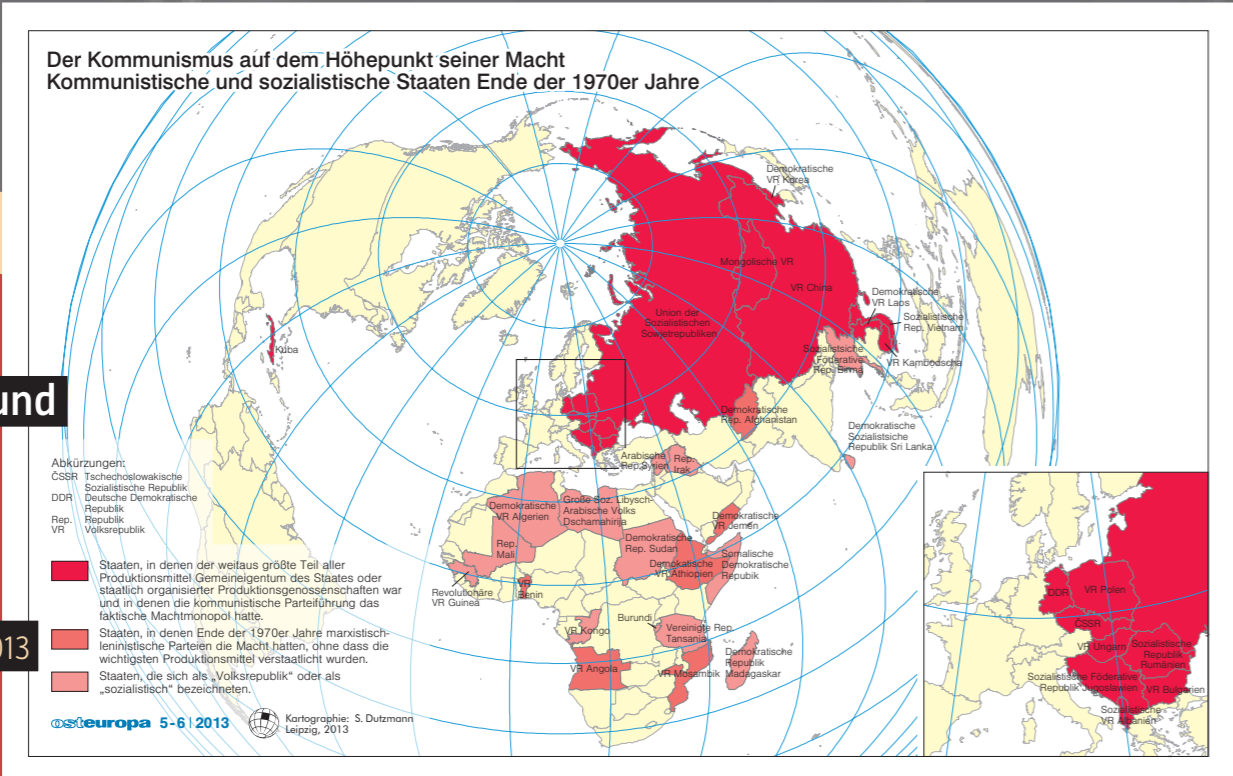 Der Kommunismus auf dem Höhepunkt seiner Macht
Kommunistische und sozialistische Staaten Ende der 1970er Jahre
Demokratische
VR Korea
Mongolische VR
VR China
Demokratische
VR Laos
Sozialistische
Rep. Vietnam
VR Kambodscha
Union der
Sozialistischen
Sowjetrepubliken
Sozialistsiche
Föderative
Rep. Birma
Kuba
und
Demokratische
Rep. Afghanistan
Demokratische
Sozialistsiche
Republik Sri Lanka
Arabische
Rep. Syrien
Rep.
Irak
Abkürzungen:
ČSSR Tschechoslowakische
Sozialistische Republik
DDR Deutsche Demokratische
Republik
Rep. Republik
VR Volksrepublik
Demokratische
VR Algerien
Große Soz. Libysch-
Arabische Volks
Dschamahirija
Demokratische
VR Jemen
Rep.
Mali
Demokratische
Rep. Sudan
Demokatische
VR Äthiopien
Somalische
Demokratische
Repubik
Revolutionäre
VR Guinea
VR
Benin
Burundi
VR Kongo
Vereinigte Rep.
Tansania
Demokratische
Republik
Madagaskar
VR Angola
VR Mosambik
Staaten, in denen der weitaus größte Teil aller
Produktionsmittel Gemeineigentum des Staates oder
staatlich organisierter Produktionsgenossenschaften war
und in denen die kommunistische Parteiführung das
faktische Machtmonopol hatte.
Staaten, in denen Ende der 1970er Jahre marxistisch-
leninistische Parteien die Macht hatten, ohne dass die
wichtigsten Produktionsmittel verstaatlicht wurden.
Staaten, die sich als „Volksrepublik" oder als
„sozialistisch" bezeichneten.
013
osteuropa 5-6 | 2013
Kartographie: S. Dutzmann
Leipzig, 2013
DDR
VR Polen
ČSSR
VR Ungarn
Sozialistische
Republik
Rumänien
Sozialistische Föderative
Republik Jugoslawien
VR Bulgarien
Sozialistische
VR Albanien